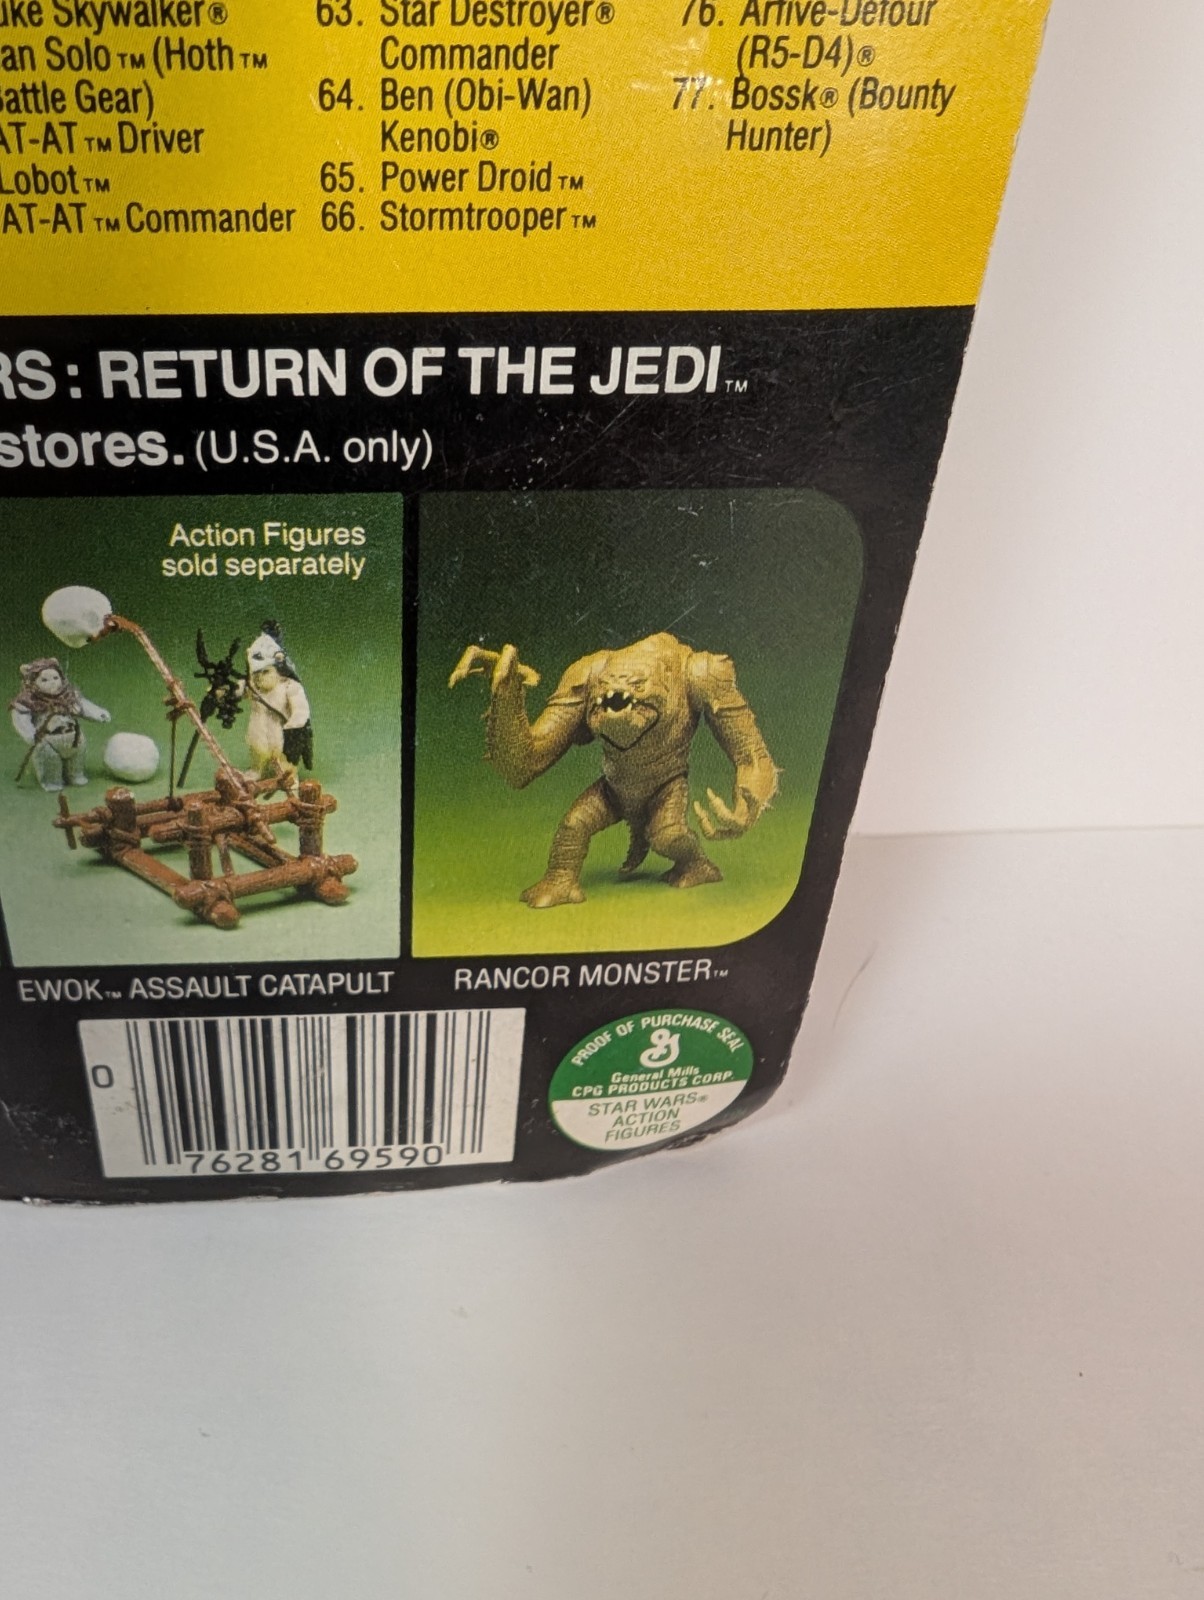 uke Skywalker®
an Solo™ (Hoth™
Battle Gear)
AT-AT™ Driver
Lobot™
AT-AT™ Commander
63. Star Destroyer®
Commander
64. Ben (Obi-Wan)
Kenobi®
65. Power Droid™
66. Stormtrooper™
76. Artive-Detour
(R5-D4)®
77. Bossk® (Bounty
Hunter)
RS: RETURN OF THE JEDI™
stores. (U.S.A. only)
Action Figures
sold separately
EWOK™ ASSAULT CATAPULT
RANCOR MONSTER™
0 76281 69590
PROOF OF PURCHASE SEAL
General Mills
CPG PRODUCTS CORP.
STAR WARS®
ACTION
FIGURES